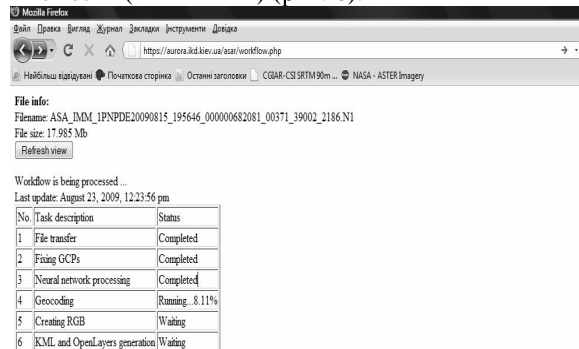 Mozilla Firefox
Файл Правка Вигляд Журнал Закладки Інструменти Довідка
https://aurora.ikd.kiev.ua/asar/workflow.php
Найбільш відвідувані Початкова сторінка Останні заголовки CGIAR-CSI SRTM 90m ... NASA - ASTER Imagery
File info:
Filename: ASA_IMM_1PNPDE20090815_195646_000000682081_00371_39002_2186.N1
File size: 17.985 Mb
Refresh view
Workflow is being processed ...
Last update: August 23, 2009, 12:23:56 pm
No. Task description Status
1 File transfer Completed
2 Fixing GCPs Completed
3 Neural network processing Completed
4 Geocoding Running...8.11%
5 Creating RGB Waiting
6 KML and OpenLayers generation Waiting